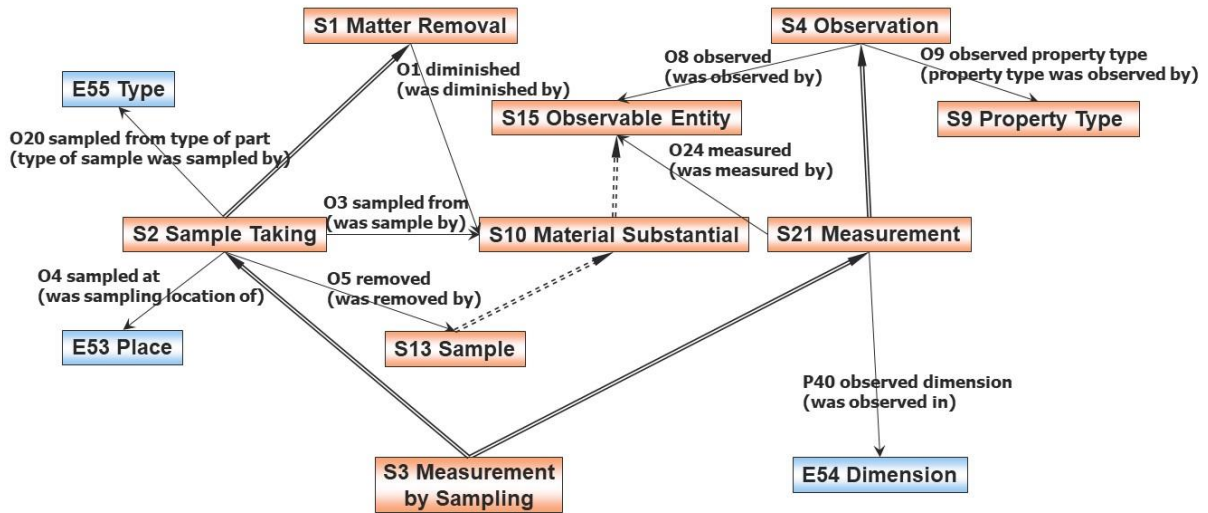 S1 Matter Removal
S4 Observation
O1 diminished
(was diminished by)
O8 observed
(was observed by)
O9 observed property type
(property type was observed by)
E55 Type
S15 Observable Entity
S9 Property Type
O20 sampled from type of part
(type of sample was sampled by)
O24 measured
(was measured by)
O3 sampled from
(was sample by)
S2 Sample Taking
S10 Material Substantial
S21 Measurement
O4 sampled at
(was sampling location of)
O5 removed
(was removed by)
E53 Place
S13 Sample
P40 observed dimension
(was observed in)
S3 Measurement
by Sampling
E54 Dimension